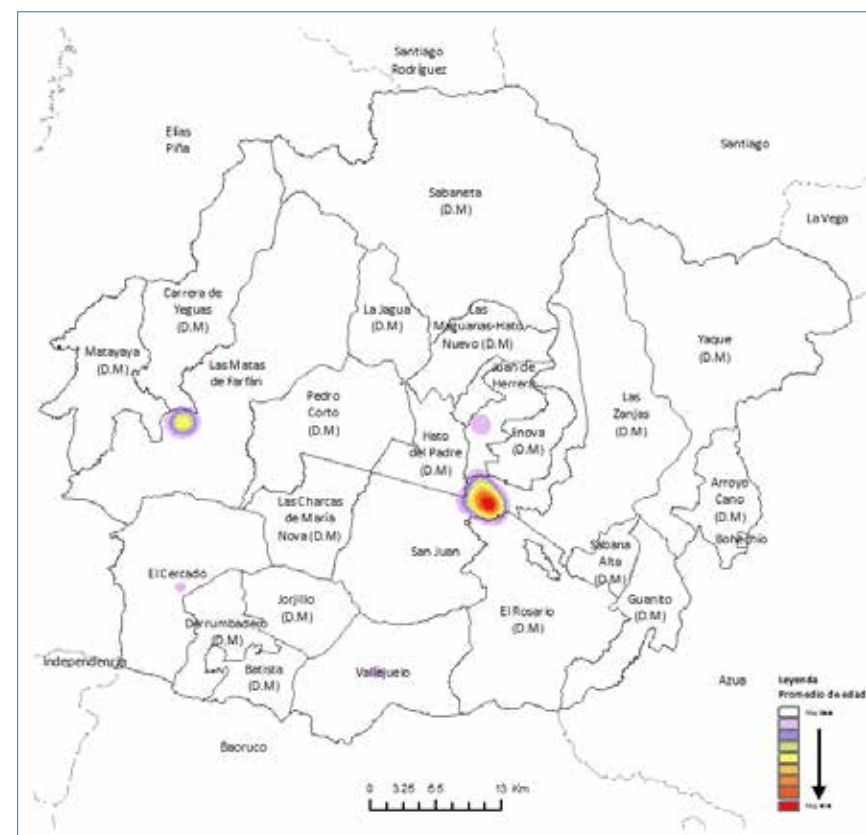 Santiago
Rodríguez
Elías
Piña
Santiago
Sabaneta
(D.M)
La Vega
Carrera de
Yeguas
(D.M)
La Jagua
(D.M)
Las
Maguanas-Hato
Nuevo (D.M)
Yaque
(D.M)
Matayaya
(D.M)
Las Matas
de Farfán
Juan de
Herrera
Pedro
Corto
(D.M)
Las
Zanjas
(D.M)
Hato
del Padre
(D.M)
Jinova
(D.M)
Arroyo
Cano
(D.M)
Bohechío
Las Charcas
de María
Nova (D.M)
San Juan
Sabana
Alta
(D.M)
El Cercado
Jorjillo
(D.M)
El Rosario
(D.M)
Guanito
(D.M)
Derrumbadero
(D.M)
Independencia
Batista
(D.M)
Vallejuelo
Azua
Baoruco
Leyenda
Promedio de edad
0 3.25 6.5 13 Km